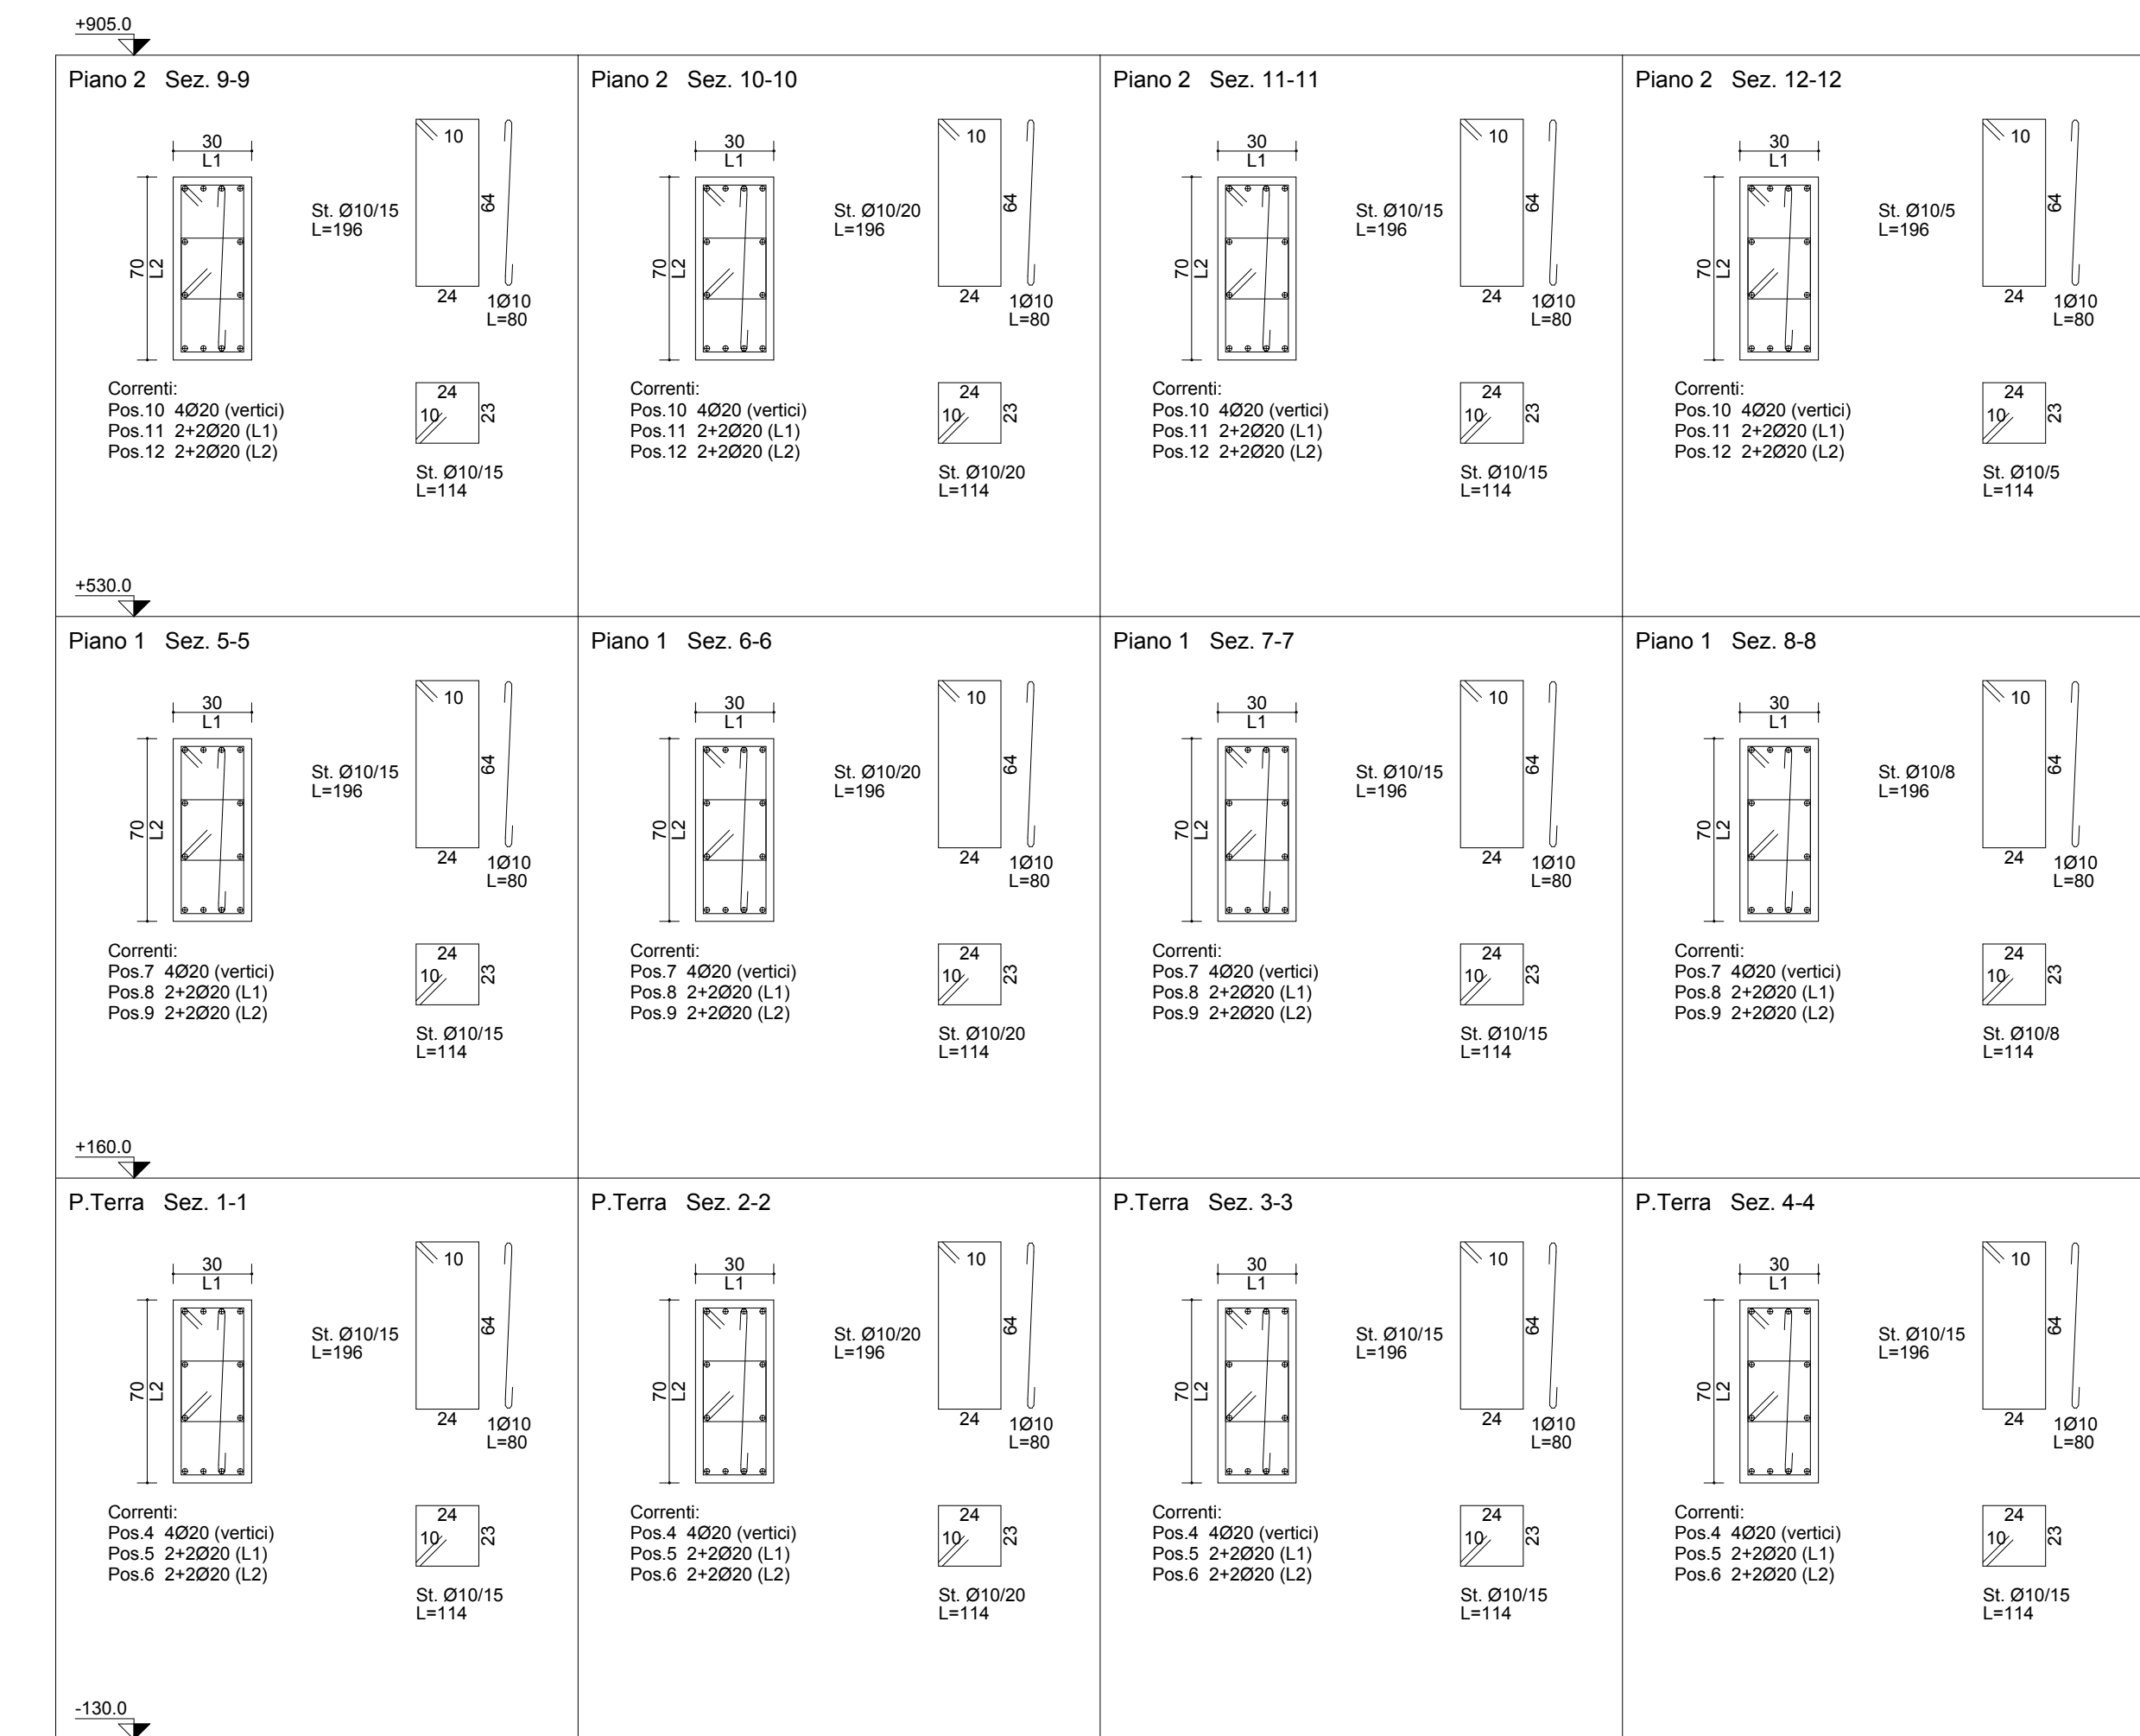 +905.0
Piano 2 Sez. 9-9
30
L1
70
L2
St. Ø10/15
L=196
10
64
24
1Ø10
L=80
Correnti:
Pos.10 4Ø20 (vertici)
Pos.11 2+2Ø20 (L1)
Pos.12 2+2Ø20 (L2)
24
10
23
St. Ø10/15
L=114
Piano 2 Sez. 10-10
30
L1
70
L2
St. Ø10/20
L=196
10
64
24
1Ø10
L=80
Correnti:
Pos.10 4Ø20 (vertici)
Pos.11 2+2Ø20 (L1)
Pos.12 2+2Ø20 (L2)
24
10
23
St. Ø10/20
L=114
Piano 2 Sez. 11-11
30
L1
70
L2
St. Ø10/15
L=196
10
64
24
1Ø10
L=80
Correnti:
Pos.10 4Ø20 (vertici)
Pos.11 2+2Ø20 (L1)
Pos.12 2+2Ø20 (L2)
24
10
23
St. Ø10/15
L=114
Piano 2 Sez. 12-12
30
L1
70
L2
St. Ø10/5
L=196
10
64
24
1Ø10
L=80
Correnti:
Pos.10 4Ø20 (vertici)
Pos.11 2+2Ø20 (L1)
Pos.12 2+2Ø20 (L2)
24
10
23
St. Ø10/5
L=114
+530.0
Piano 1 Sez. 5-5
30
L1
70
L2
St. Ø10/15
L=196
10
64
24
1Ø10
L=80
Correnti:
Pos.7 4Ø20 (vertici)
Pos.8 2+2Ø20 (L1)
Pos.9 2+2Ø20 (L2)
24
10
23
St. Ø10/15
L=114
Piano 1 Sez. 6-6
30
L1
70
L2
St. Ø10/20
L=196
10
64
24
1Ø10
L=80
Correnti:
Pos.7 4Ø20 (vertici)
Pos.8 2+2Ø20 (L1)
Pos.9 2+2Ø20 (L2)
24
10
23
St. Ø10/20
L=114
Piano 1 Sez. 7-7
30
L1
70
L2
St. Ø10/15
L=196
10
64
24
1Ø10
L=80
Correnti:
Pos.7 4Ø20 (vertici)
Pos.8 2+2Ø20 (L1)
Pos.9 2+2Ø20 (L2)
24
10
23
St. Ø10/15
L=114
Piano 1 Sez. 8-8
30
L1
70
L2
St. Ø10/8
L=196
10
64
24
1Ø10
L=80
Correnti:
Pos.7 4Ø20 (vertici)
Pos.8 2+2Ø20 (L1)
Pos.9 2+2Ø20 (L2)
24
10
23
St. Ø10/8
L=114
+160.0
P.Terra Sez. 1-1
30
L1
70
L2
St. Ø10/15
L=196
10
64
24
1Ø10
L=80
Correnti:
Pos.4 4Ø20 (vertici)
Pos.5 2+2Ø20 (L1)
Pos.6 2+2Ø20 (L2)
24
10
23
St. Ø10/15
L=114
P.Terra Sez. 2-2
30
L1
70
L2
St. Ø10/20
L=196
10
64
24
1Ø10
L=80
Correnti:
Pos.4 4Ø20 (vertici)
Pos.5 2+2Ø20 (L1)
Pos.6 2+2Ø20 (L2)
24
10
23
St. Ø10/20
L=114
P.Terra Sez. 3-3
30
L1
70
L2
St. Ø10/15
L=196
10
64
24
1Ø10
L=80
Correnti:
Pos.4 4Ø20 (vertici)
Pos.5 2+2Ø20 (L1)
Pos.6 2+2Ø20 (L2)
24
10
23
St. Ø10/15
L=114
P.Terra Sez. 4-4
30
L1
70
L2
St. Ø10/15
L=196
10
64
24
1Ø10
L=80
Correnti:
Pos.4 4Ø20 (vertici)
Pos.5 2+2Ø20 (L1)
Pos.6 2+2Ø20 (L2)
24
10
23
St. Ø10/15
L=114
-130.0